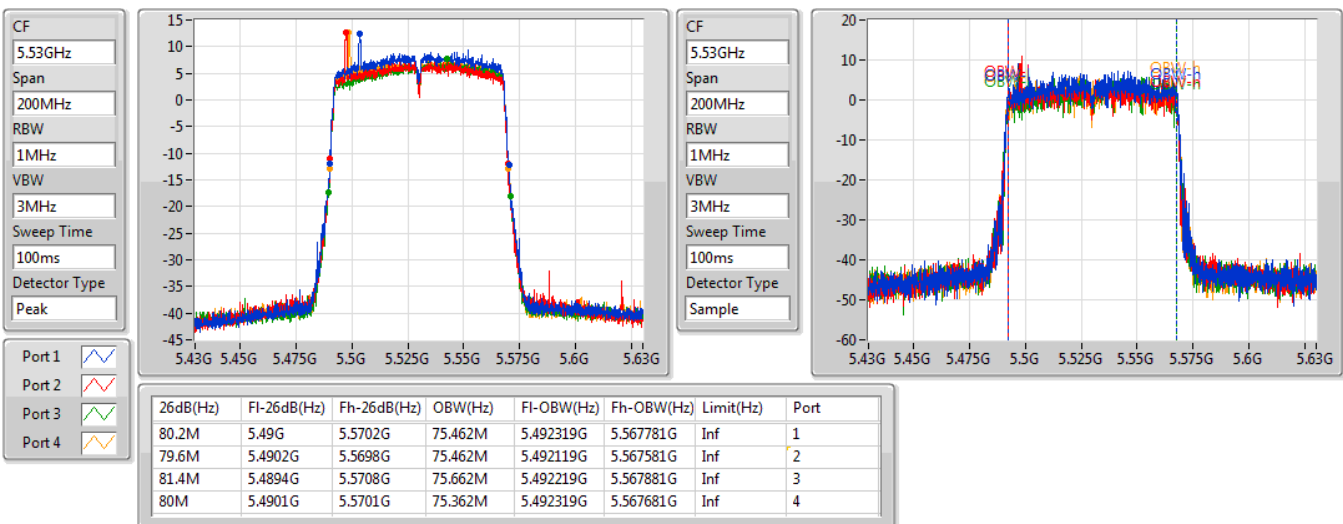 CF
5.53GHz
Span
200MHz
RBW
1MHz
VBW
3MHz
Sweep Time
100ms
Detector Type
Peak
15
10
5
0
-5
-10
-15
-20
-25
-30
-35
-40
-45
5.43G 5.45G 5.475G 5.5G 5.525G 5.55G 5.575G 5.6G 5.63G
CF
5.53GHz
Span
200MHz
RBW
1MHz
VBW
3MHz
Sweep Time
100ms
Detector Type
Sample
20
10
0
-10
-20
-30
-40
-50
-60
OBW-h
5.43G 5.45G 5.475G 5.5G 5.525G 5.55G 5.575G 5.6G 5.63G
Port 1
Port 2
Port 3
Port 4
26dB(Hz) Fl-26dB(Hz) Fh-26dB(Hz) OBW(Hz) Fl-OBW(Hz) Fh-OBW(Hz) Limit(Hz) Port
80.2M 5.49G 5.5702G 75.462M 5.492319G 5.567781G Inf 1
79.6M 5.4902G 5.5698G 75.462M 5.492119G 5.567581G Inf 2
81.4M 5.4894G 5.5708G 75.662M 5.492219G 5.567881G Inf 3
80M 5.4901G 5.5701G 75.362M 5.492319G 5.567681G Inf 4